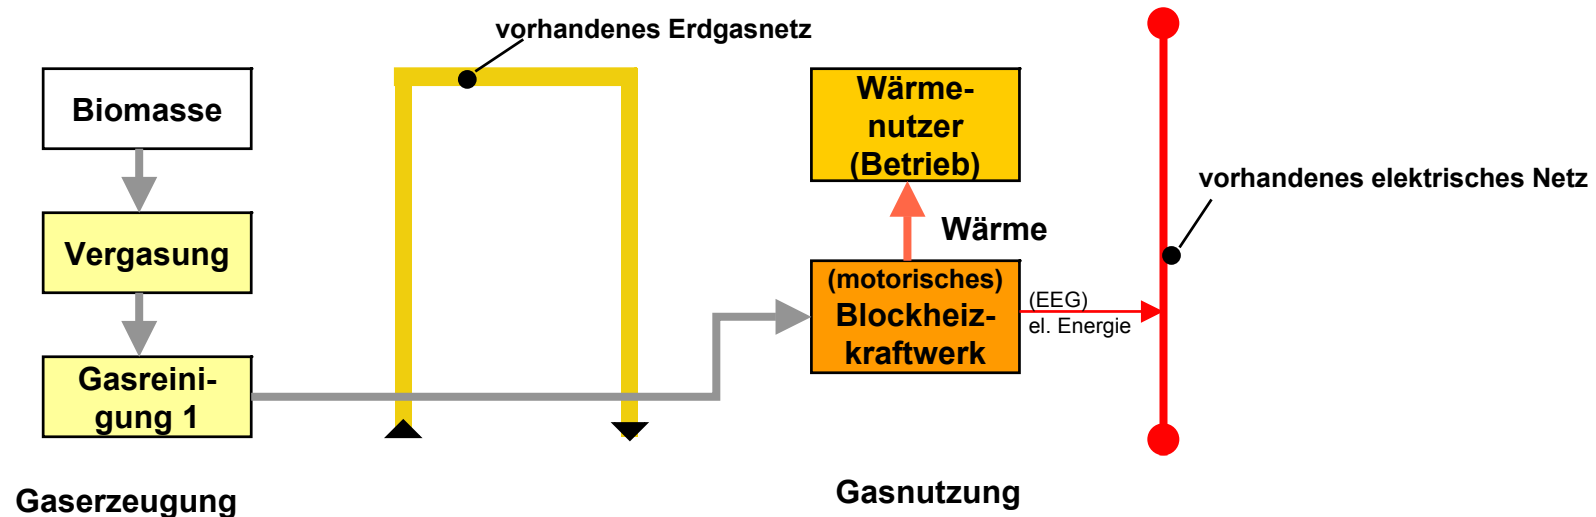 vorhandenes Erdgasnetz
Biomasse
Vergasung
Gasreini-
gung 1
Gaserzeugung
Wärme-
nutzer
(Betrieb)
Wärme
(motorisches)
Blockheiz-
kraftwerk
(EEG)
el. Energie
vorhandenes elektrisches Netz
Gasnutzung